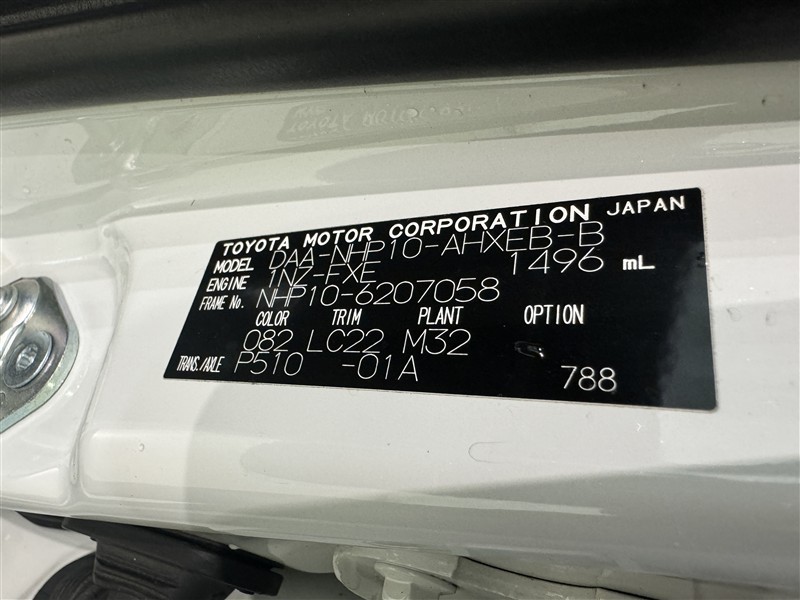 TOYOTA MOTOR CORPORATION JAPAN
MODEL DAA-NHP10-AHXEB-B
ENGINE 1NZ-FXE 1496 mL
FRAME No. NHP10-6207058
COLOR TRIM PLANT OPTION
082 LC22 M32
TRANS./AXLE P510 -01A 788